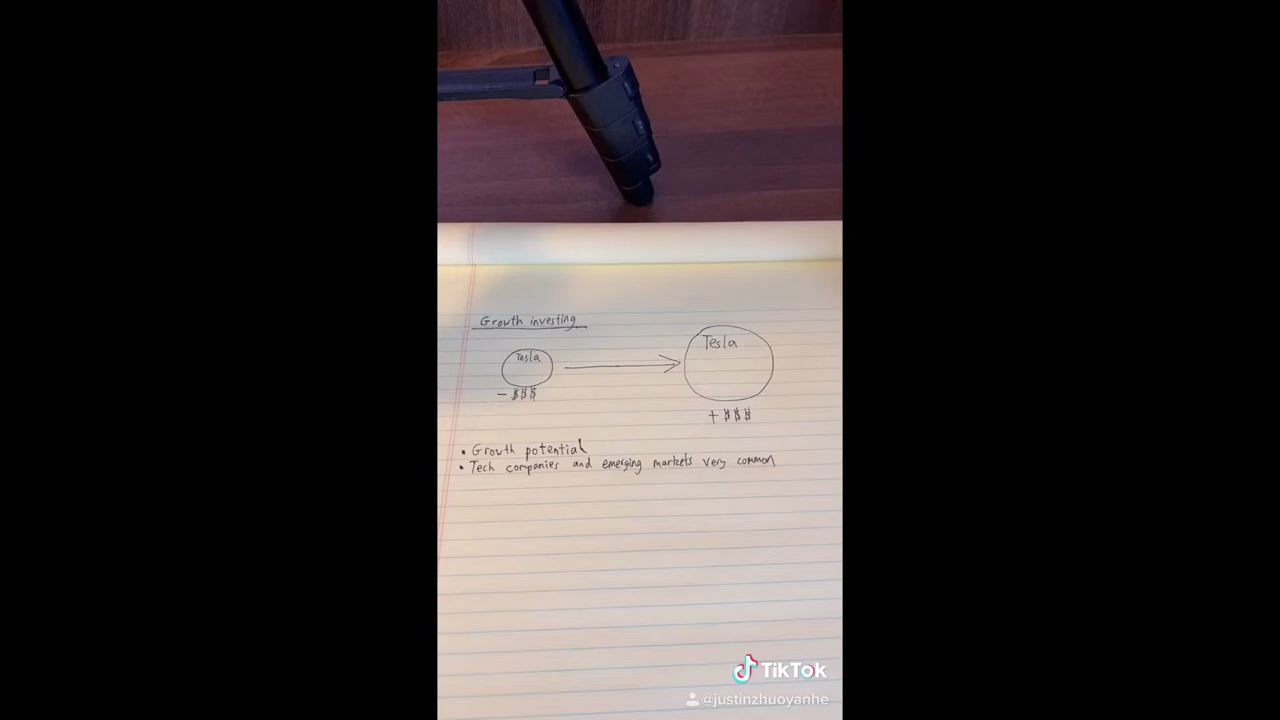 Growth investing
Tesla
Tesla
- $$$
+ $$$
• Growth potential
• Tech companies and emerging markets very common
TikTok
@justinzhuoyanhe